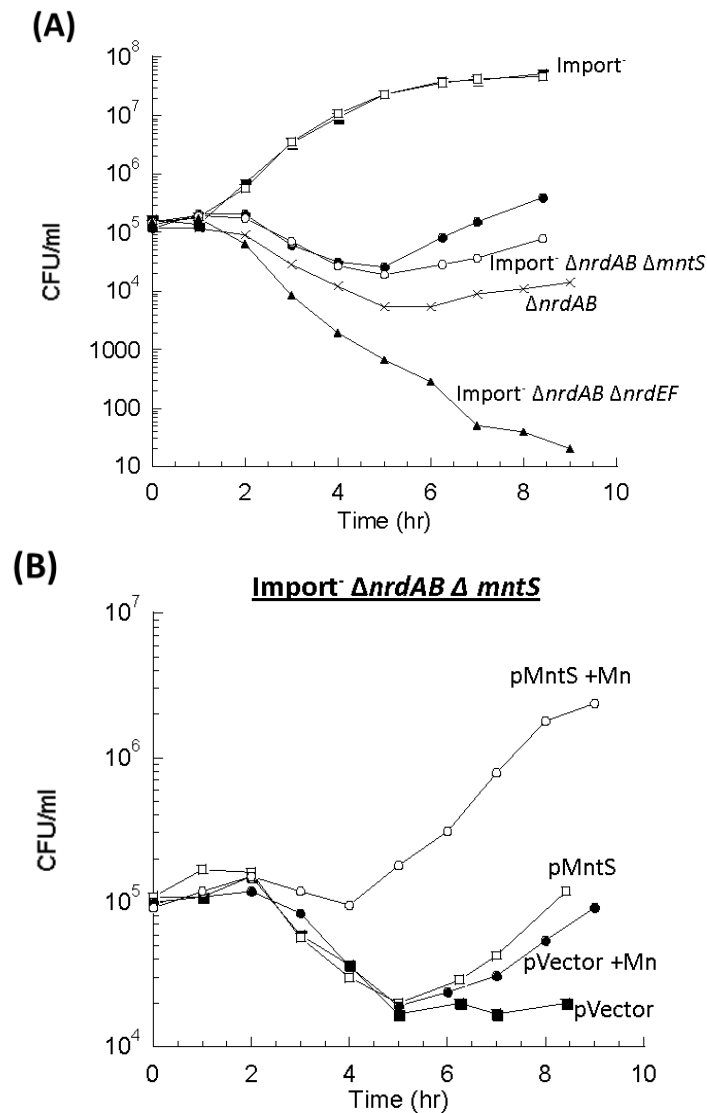 (A)
10⁸
10⁷
10⁶
10⁵
10⁴
1000
100
10
CFU/ml
Import⁻
Import⁻ ΔnrdAB ΔmntS
ΔnrdAB
Import⁻ ΔnrdAB ΔnrdEF
0 2 4 6 8 10
Time (hr)
(B)
Import⁻ ΔnrdAB Δ mntS
10⁷
10⁶
10⁵
10⁴
CFU/ml
pMntS +Mn
pMntS
pVector +Mn
pVector
0 2 4 6 8 10
Time (hr)